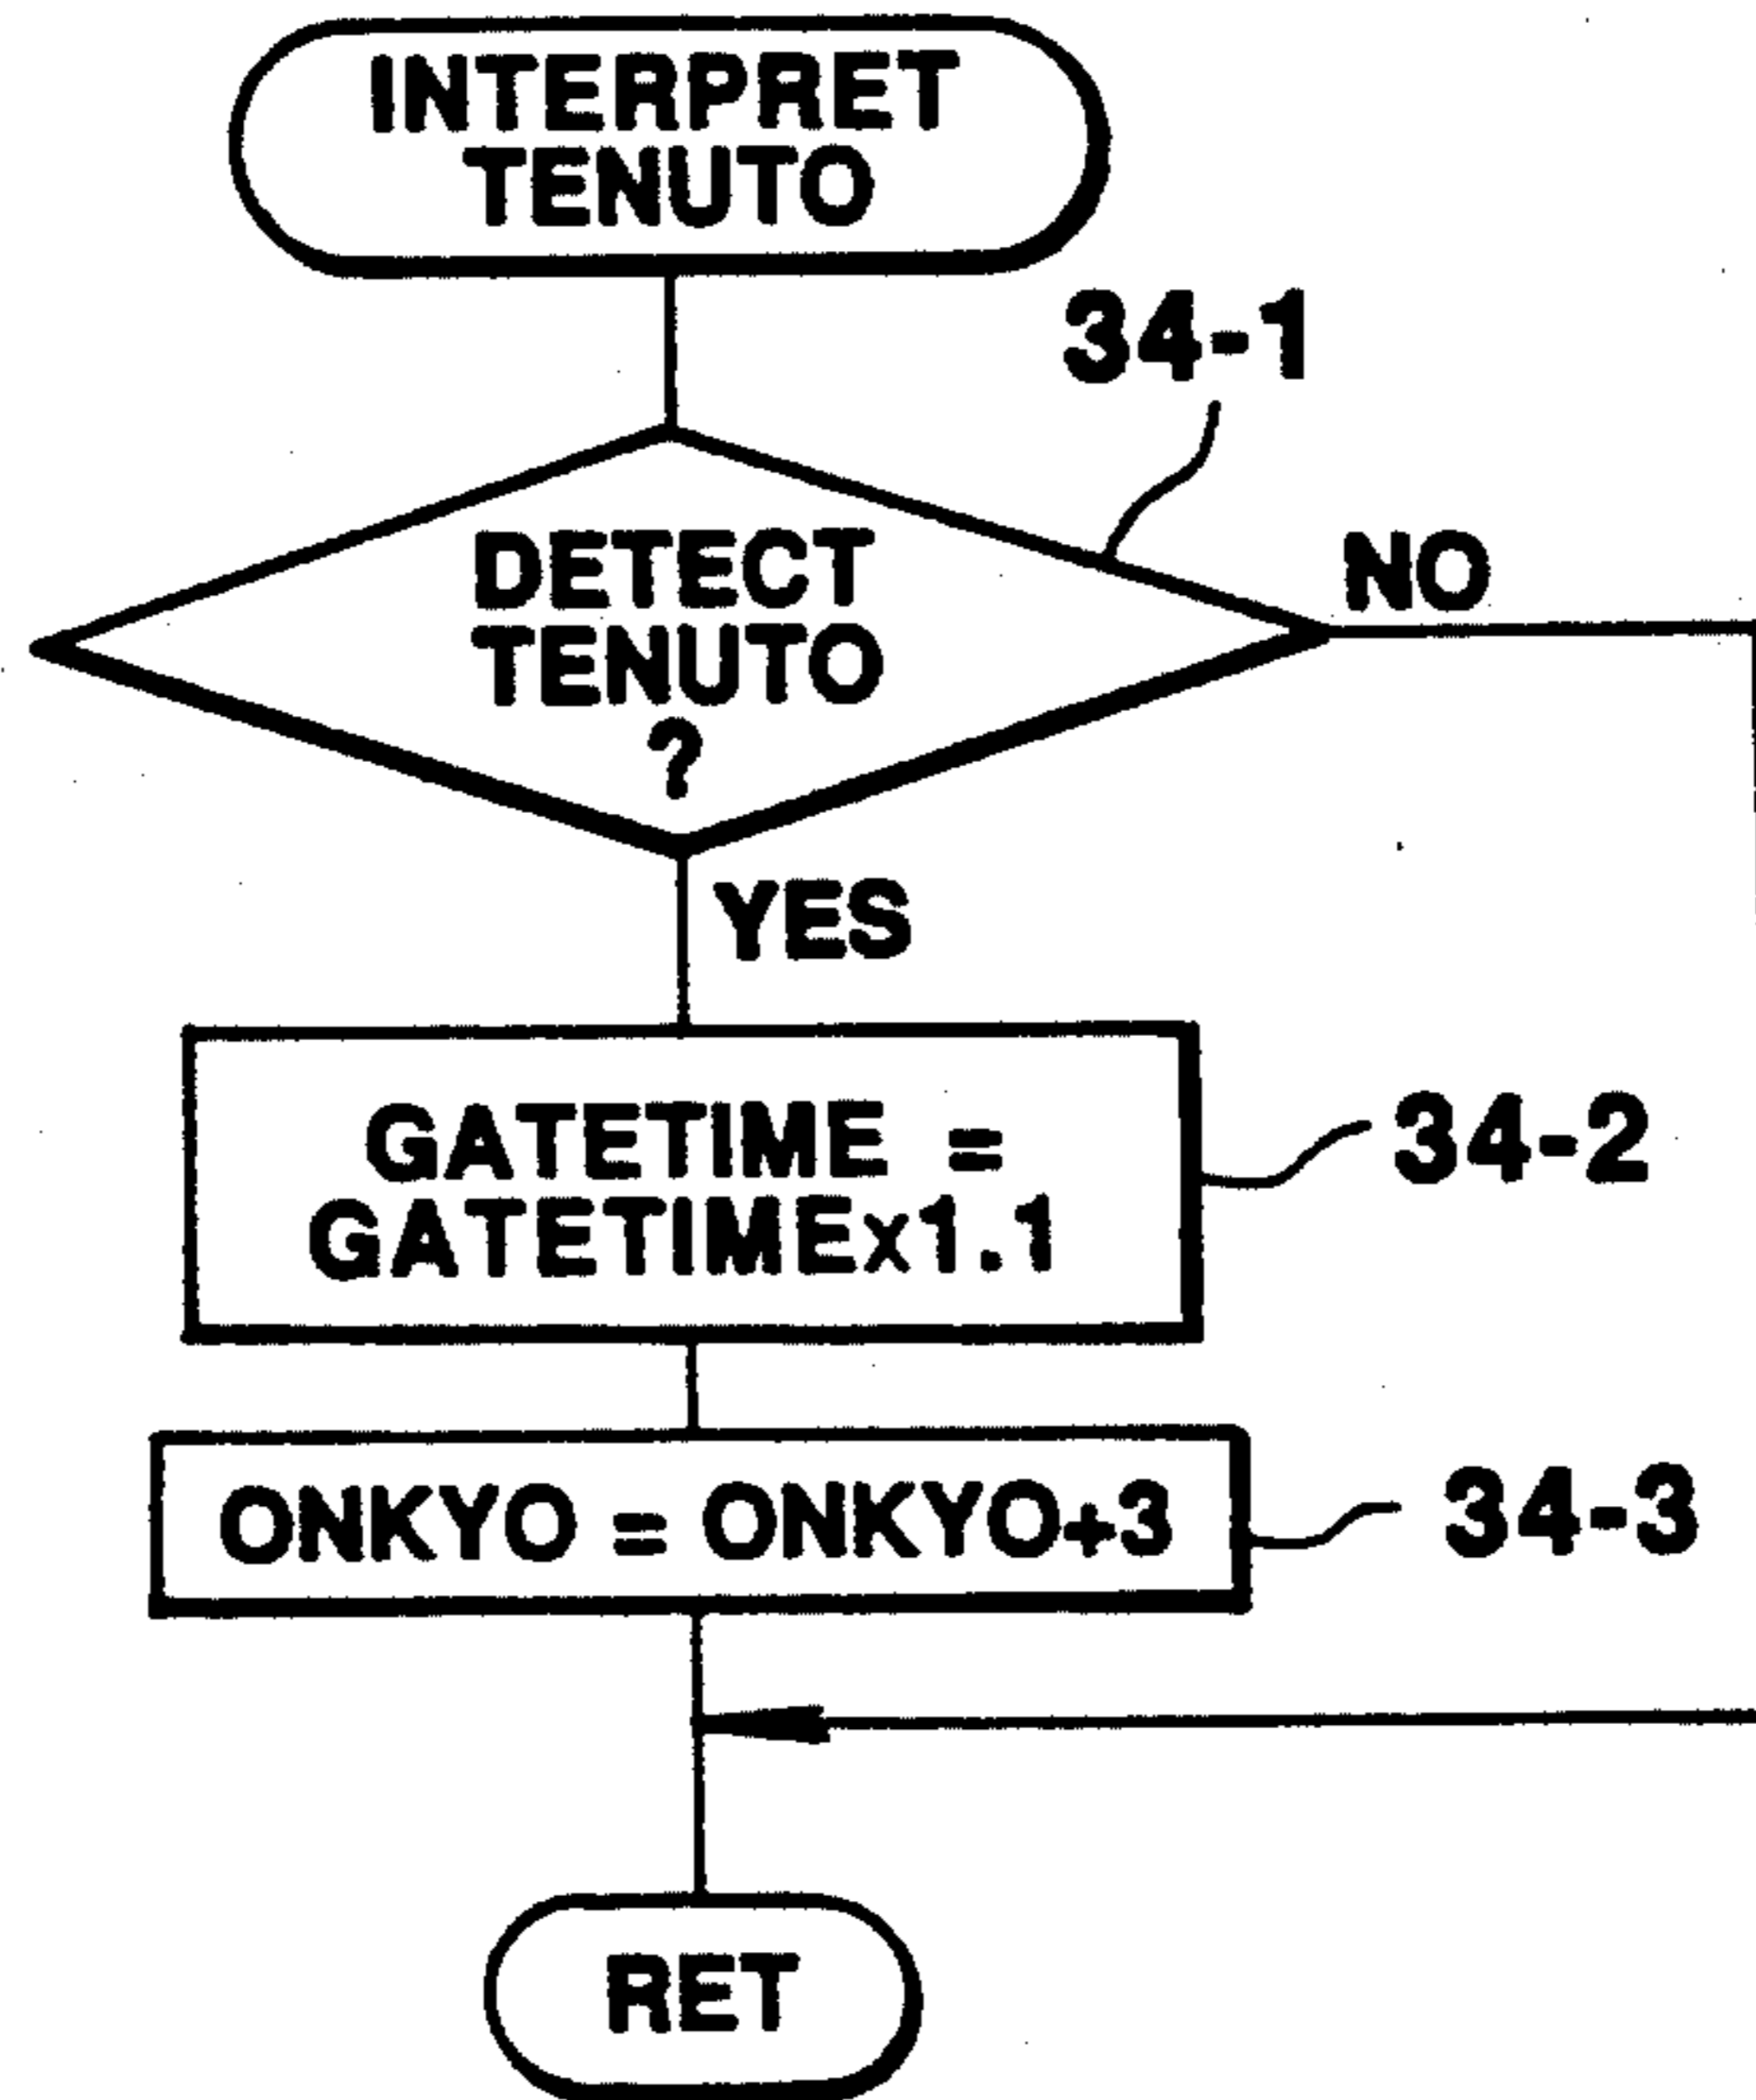 INTERPRET
TENUTO
34-1
DETECT
TENUTO
?
NO
YES
GATETIME =
GATETIMEx1.1
34-2
ONKYO = ONKYO+3
34-3
RET